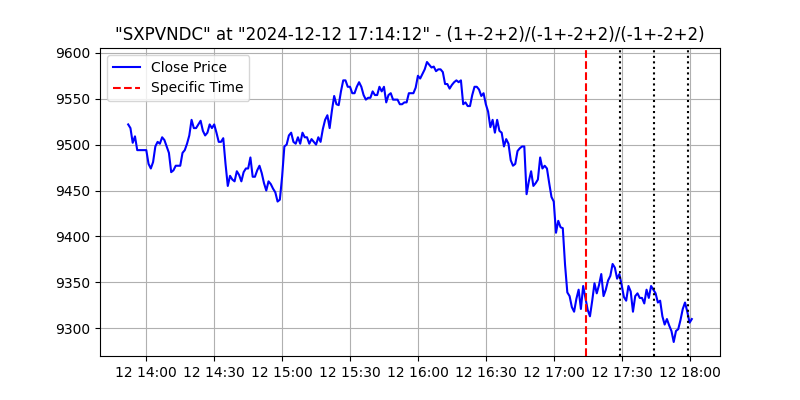 "SXPVNDC" at "2024-12-12 17:14:12" - (1+-2+2)/(-1+-2+2)/(-1+-2+2)
Close Price
Specific Time
9600
9550
9500
9450
9400
9350
9300
12 14:00 12 14:30 12 15:00 12 15:30 12 16:00 12 16:30 12 17:00 12 17:30 12 18:00